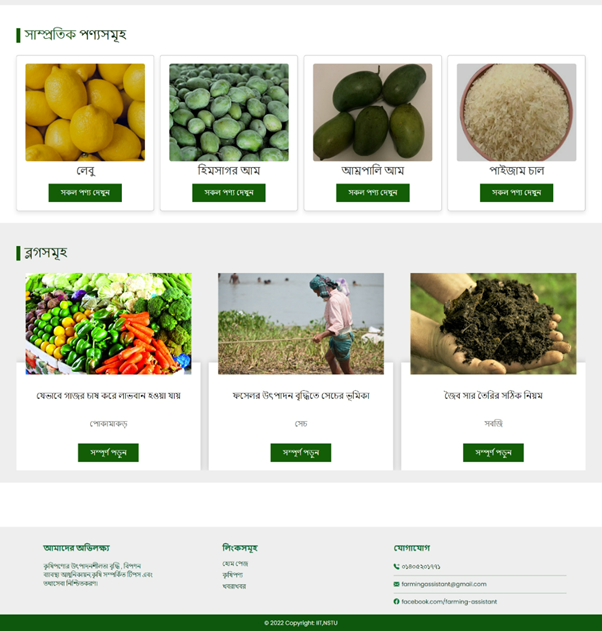 সাম্প্রতিক পণ্যসমূহ
লেবু
হিমসাগর আম
আম্রপালি আম
পাইজাম চাল
সকল পণ্য দেখুন
সকল পণ্য দেখুন
সকল পণ্য দেখুন
সকল পণ্য দেখুন
ব্লগসমূহ
যেভাবে গাজর চাষ করে লাভবান হওয়া যায়
ফসলের উৎপাদন বৃদ্ধিতে সেচের ভূমিকা
জৈব সার তৈরির সঠিক নিয়ম
পোকামাকড়
সেচ
সবজি
সম্পূর্ণ পড়ুন
সম্পূর্ণ পড়ুন
সম্পূর্ণ পড়ুন
আমাদের অভিলক্ষ্য
কৃষিপণ্যের উৎপাদনশীলতা বৃদ্ধি, বিপণন
ব্যবস্থা আধুনিকায়ন,কৃষি সম্পর্কিত টিপস এবং
তথ্যসেবা নিশ্চিতকরণ।
লিংকসমূহ
হোম পেজ
কৃষিপণ্য
খবরাখবর
যোগাযোগ
farmingassistant@gmail.com
facebook.com/farming-assistant
© 2022 Copyright: IIT,NSTU